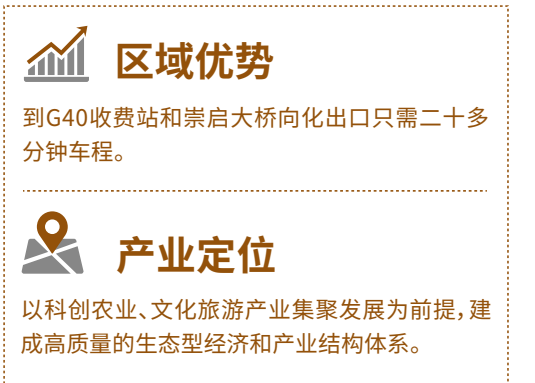 区域优势
到G40收费站和崇启大桥向化出口只需二十多
分钟车程。
产业定位
以科创农业、文化旅游产业集聚发展为前提,建
成高质量的生态型经济和产业结构体系。